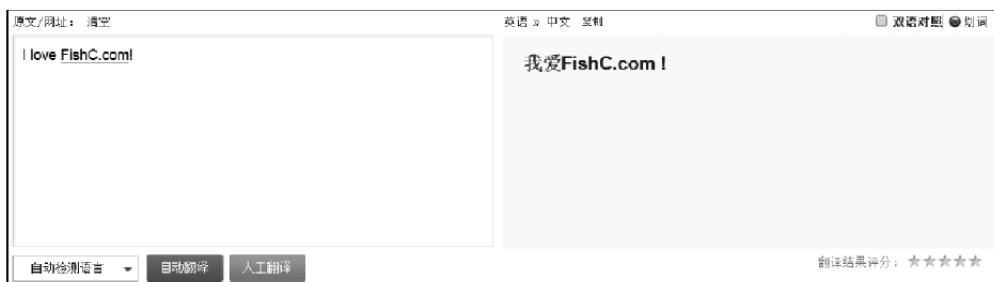 原文/网址： 清空
英语 » 中文 复制
双语对照 划词
I love FishC.com!
我爱FishC.com！
自动检测语言 自动翻译 人工翻译
翻译结果评分：